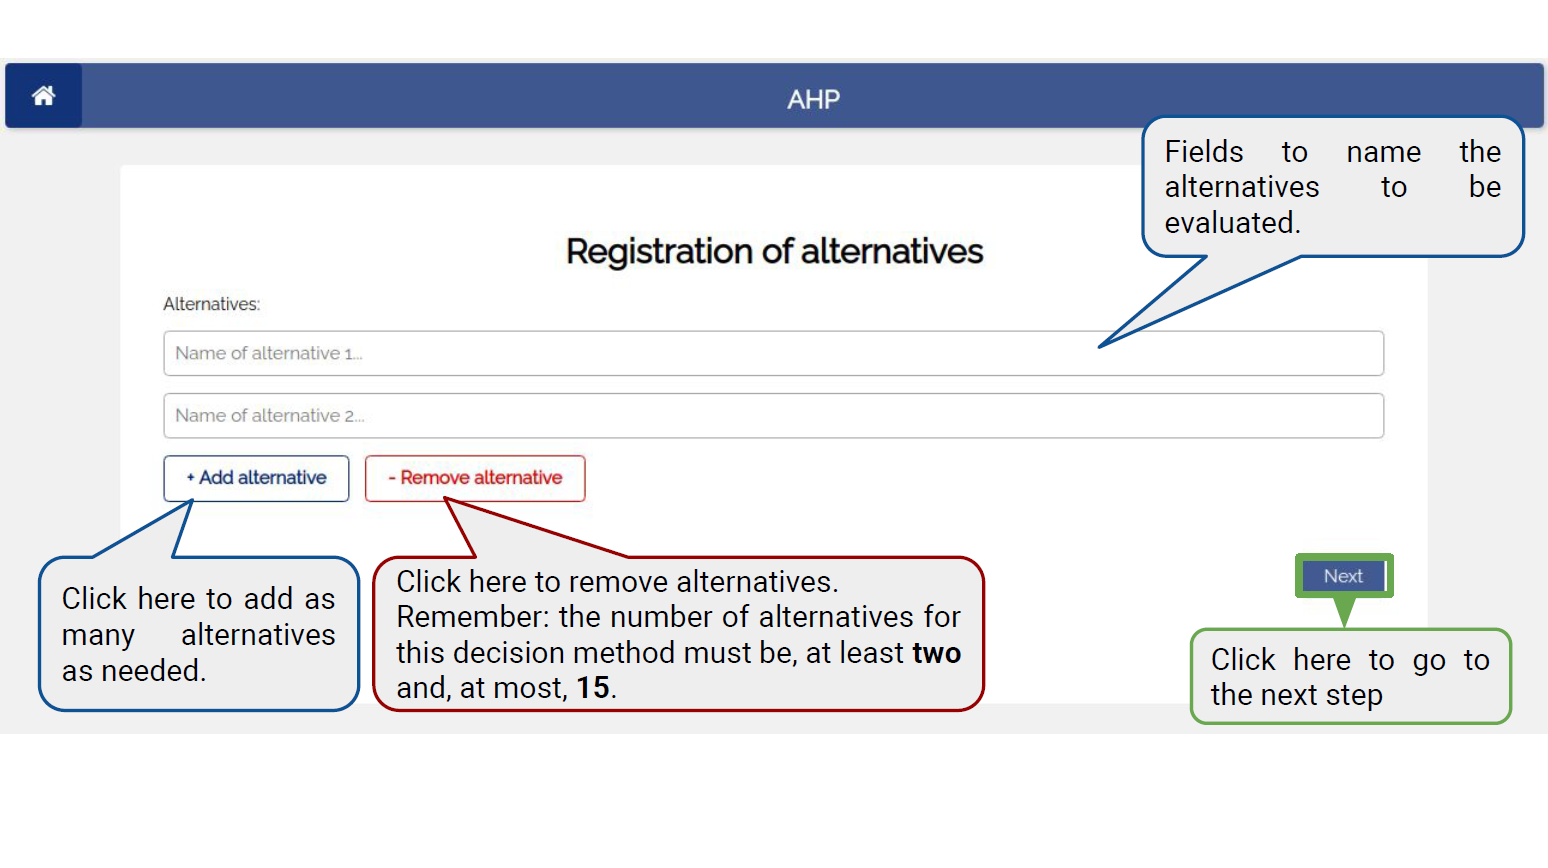 AHP
Fields to name the
alternatives to be
evaluated.
Registration of alternatives
Alternatives:
Name of alternative 1...
Name of alternative 2...
+ Add alternative
- Remove alternative
Click here to add as
many alternatives
as needed.
Click here to remove alternatives.
Remember: the number of alternatives for
this decision method must be, at least two
and, at most, 15.
Next
Click here to go to
the next step